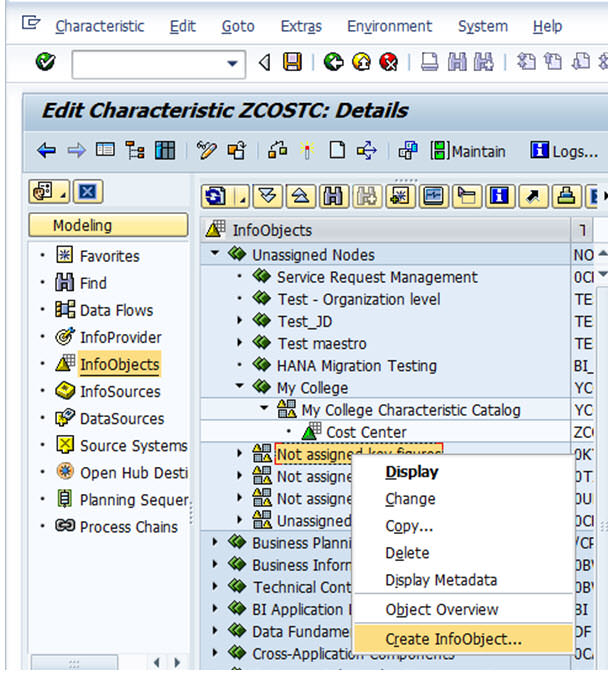 Characteristic Edit Goto Extras Environment System Help
Edit Characteristic ZCOSTC: Details
Maintain Logs...
Modeling
Favorites
Find
Data Flows
InfoProvider
InfoObjects
InfoSources
DataSources
Source Systems
Open Hub Desti
Planning Sequer
Process Chains
InfoObjects
Unassigned Nodes NO
Service Request Management 0C
Test - Organization level TE
Test_JD TE
Test maestro TE
HANA Migration Testing BI_
My College YO
My College Characteristic Catalog YO
Cost Center ZC
Not assigned key figures 0K
Not assigne 0T
Not assigne 0U
Unassigned 0C
Business Planni /CP
Business Inform 0B
Technical Cont 0B
BI Application BI
Data Fundame DF
Cross-Application Components 0C
Display
Change
Copy...
Delete
Display Metadata
Object Overview
Create InfoObject...